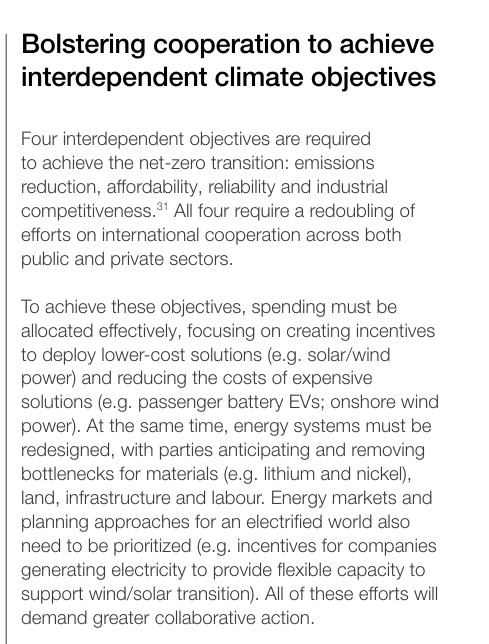 Bolstering cooperation to achieve
interdependent climate objectives
Four interdependent objectives are required
to achieve the net-zero transition: emissions
reduction, affordability, reliability and industrial
competitiveness.31 All four require a redoubling of
efforts on international cooperation across both
public and private sectors.
To achieve these objectives, spending must be
allocated effectively, focusing on creating incentives
to deploy lower-cost solutions (e.g. solar/wind
power) and reducing the costs of expensive
solutions (e.g. passenger battery EVs; onshore wind
power). At the same time, energy systems must be
redesigned, with parties anticipating and removing
bottlenecks for materials (e.g. lithium and nickel),
land, infrastructure and labour. Energy markets and
planning approaches for an electrified world also
need to be prioritized (e.g. incentives for companies
generating electricity to provide flexible capacity to
support wind/solar transition). All of these efforts will
demand greater collaborative action.